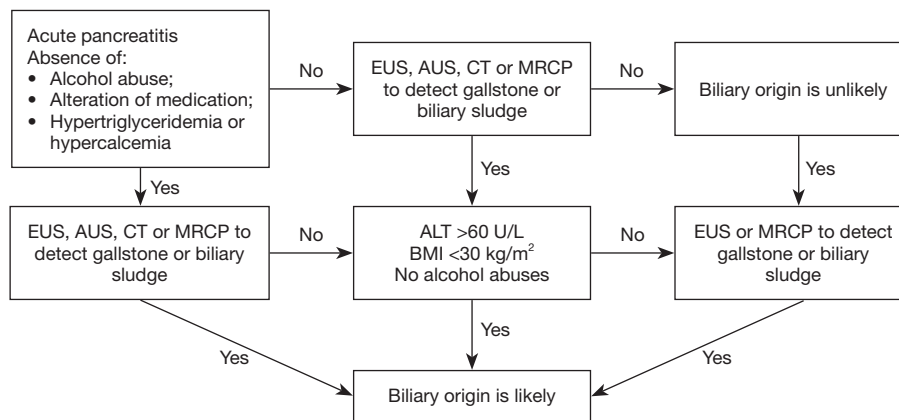 Acute pancreatitis
Absence of:
• Alcohol abuse;
• Alteration of medication;
• Hypertriglyceridemia or
hypercalcemia
No
EUS, AUS, CT or MRCP
to detect gallstone or
biliary sludge
No
Biliary origin is unlikely
Yes
Yes
Yes
EUS, AUS, CT or MRCP to
detect gallstone or biliary
sludge
No
ALT >60 U/L
BMI <30 kg/m²
No alcohol abuses
No
EUS or MRCP to detect
gallstone or biliary
sludge
Yes
Yes
Yes
Biliary origin is likely